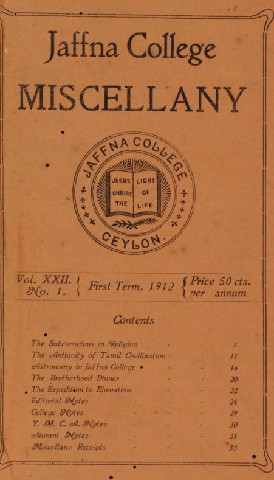 Jaffna College
MISCELLANY
JAFFNA COLLEGE
JESUS CHRIST THE
LIGHT OF LIFE
CEYLON.
Vol. XXII. No. 1.
First Term, 1912
Price 50 cts. per annum
Contents
The Subconscious in Religion - - 1
The Antiquity of Tamil Civilization - - 11
Astronomy in Jaffna College - 16
The Brotherhood Dinner - - 20
The Expedition to Eluvaitivu - - 22
Editorial Notes - - 24
College Notes - - 29
Y. M. C. A. Notes - - 30
Alumni Notes - - 31
Miscellany Receipts - - 35